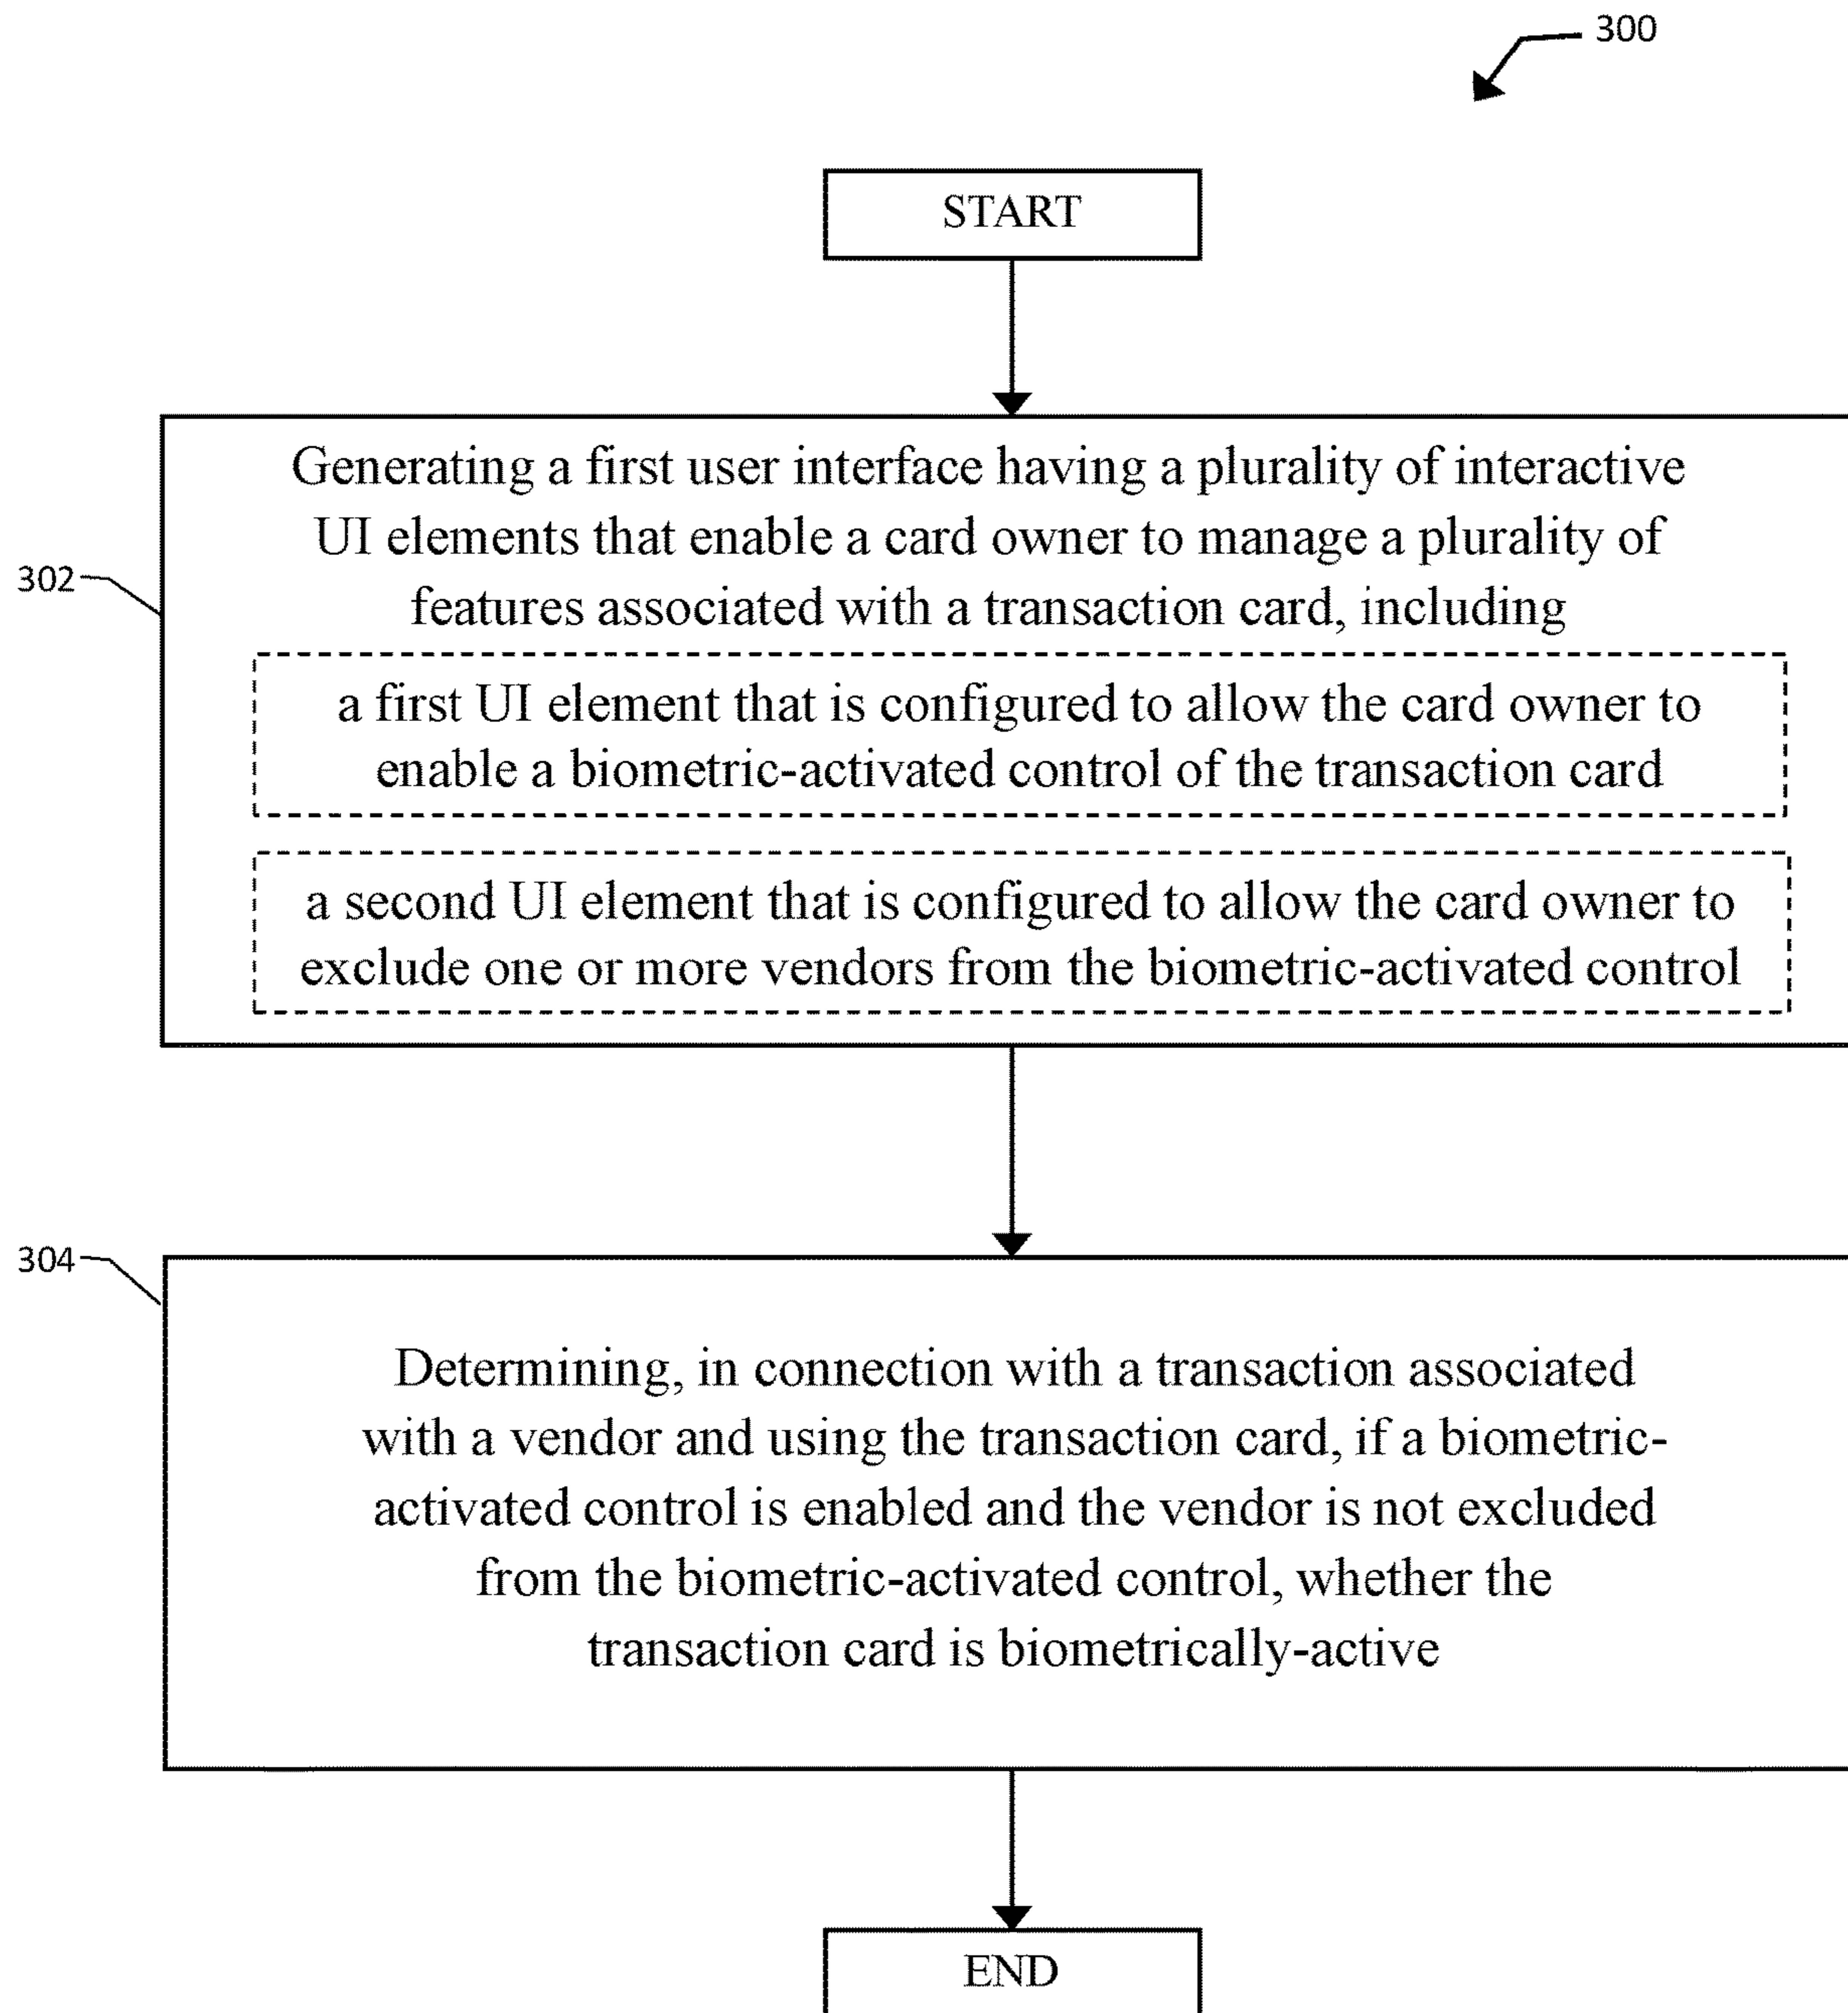 300
START
302
Generating a first user interface having a plurality of interactive
UI elements that enable a card owner to manage a plurality of
features associated with a transaction card, including
a first UI element that is configured to allow the card owner to
enable a biometric-activated control of the transaction card
a second UI element that is configured to allow the card owner to
exclude one or more vendors from the biometric-activated control
304
Determining, in connection with a transaction associated
with a vendor and using the transaction card, if a biometric-
activated control is enabled and the vendor is not excluded
from the biometric-activated control, whether the
transaction card is biometrically-active
END